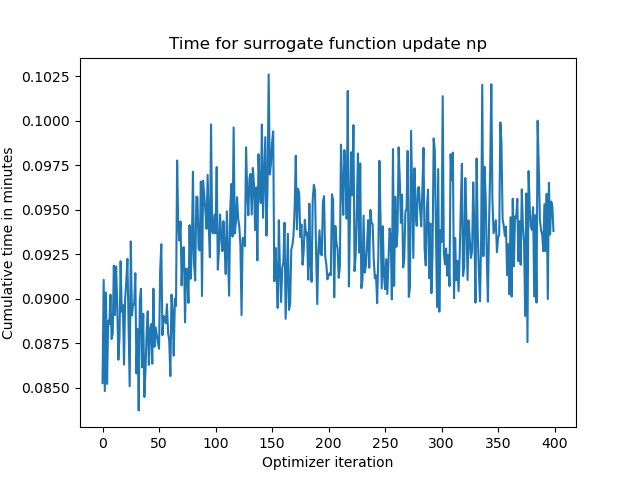 Time for surrogate function update np
Cumulative time in minutes
0.1025
0.1000
0.0975
0.0950
0.0925
0.0900
0.0875
0.0850
0 50 100 150 200 250 300 350 400
Optimizer iteration